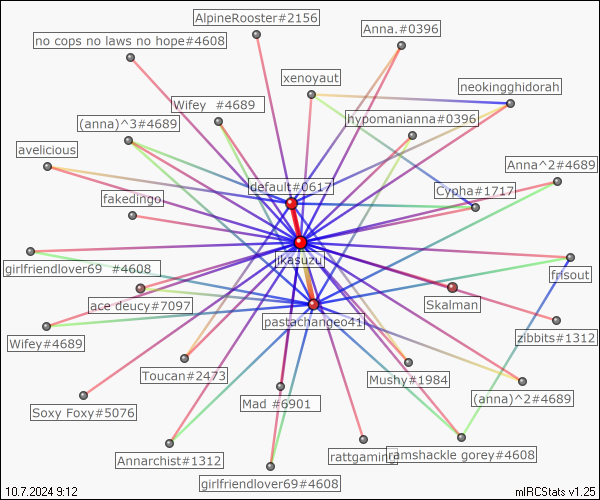 AlpineRooster#2156
Anna.#0396
no cops no laws no hope#4608
xenoyaut
neokingghidorah
Wifey  #4689
hypomanianna#0396
(anna)^3#4689
avelicious
Anna^2#4689
default#0617
Cypha#1717
fakedingo
jkasuzu
girlfriendlover69  #4608
frisout
ace deucy#7097
Skalman
pastachangeo41
Wifey#4689
zibbits#1312
Toucan#2473
Mushy#1984
(anna)^2#4689
Soxy Foxy#5076
Mad #6901
Annarchist#1312
rattgaming
ramshackle gorey#4608
girlfriendlover69#4608
10.7.2024 9:12
mIRCStats v1.25